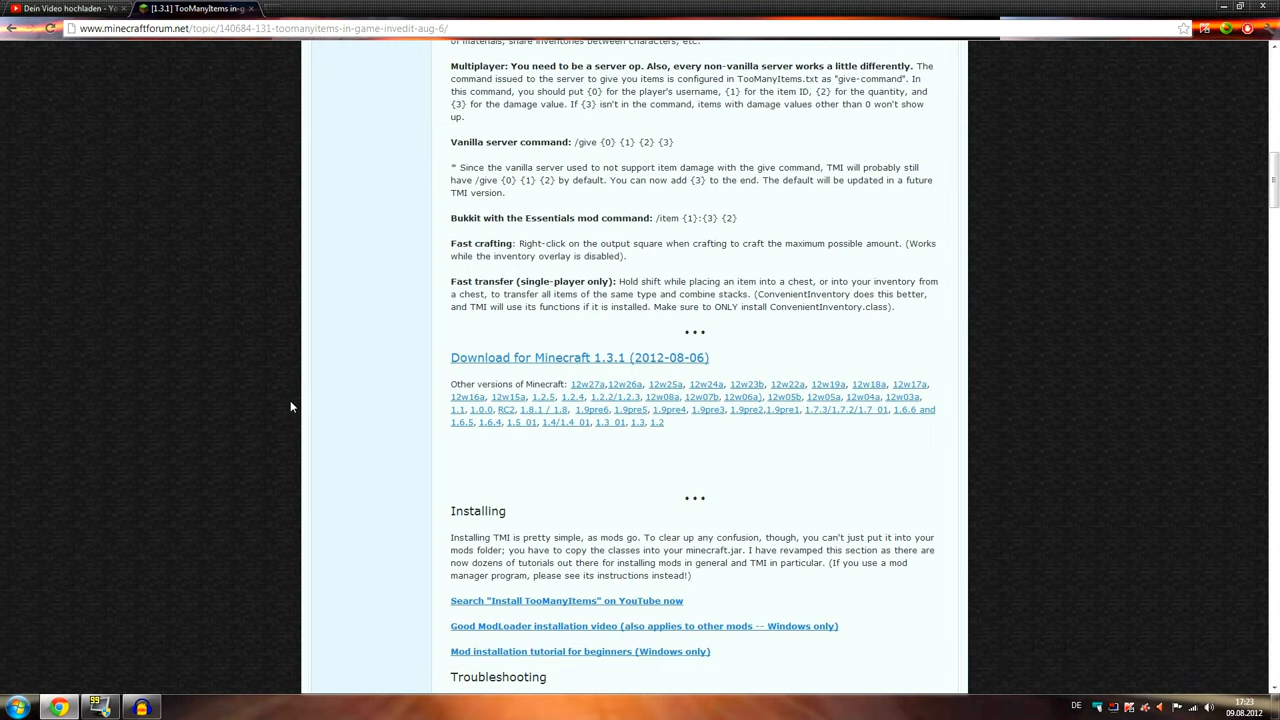 Dein Video hochladen - Yo
[1.3.1] TooManyItems in-g
www.minecraftforum.net/topic/140684-131-toomanyitems-in-game-invedit-aug-6/
of materials, share inventories between characters, etc.
Multiplayer: You need to be a server op. Also, every non-vanilla server works a little differently. The
command issued to the server to give you items is configured in TooManyItems.txt as "give-command". In
this command, you should put {0} for the player's username, {1} for the item ID, {2} for the quantity, and
{3} for the damage value. If {3} isn't in the command, items with damage values other than 0 won't show
up.
Vanilla server command: /give {0} {1} {2} {3}
* Since the vanilla server used to not support item damage with the give command, TMI will probably still
have /give {0} {1} {2} by default. You can now add {3} to the end. The default will be updated in a future
TMI version.
Bukkit with the Essentials mod command: /item {1}:{3} {2}
Fast crafting: Right-click on the output square when crafting to craft the maximum possible amount. (Works
while the inventory overlay is disabled).
Fast transfer (single-player only): Hold shift while placing an item into a chest, or into your inventory from
a chest, to transfer all items of the same type and combine stacks. (ConvenientInventory does this better,
and TMI will use its functions if it is installed. Make sure to ONLY install ConvenientInventory.class).
• • •
Download for Minecraft 1.3.1 (2012-08-06)
Other versions of Minecraft: 12w27a,12w26a, 12w25a, 12w24a, 12w23b, 12w22a, 12w19a, 12w18a, 12w17a,
12w16a, 12w15a, 1.2.5, 1.2.4, 1.2.2/1.2.3, 12w08a, 12w07b, 12w06a), 12w05b, 12w05a, 12w04a, 12w03a,
1.1, 1.0.0, RC2, 1.8.1 / 1.8, 1.9pre6, 1.9pre5, 1.9pre4, 1.9pre3, 1.9pre2,1.9pre1, 1.7.3/1.7.2/1.7_01, 1.6.6 and
1.6.5, 1.6.4, 1.5_01, 1.4/1.4_01, 1.3_01, 1.3, 1.2
• • •
Installing
Installing TMI is pretty simple, as mods go. To clear up any confusion, though, you can't just put it into your
mods folder; you have to copy the classes into your minecraft.jar. I have revamped this section as there are
now dozens of tutorials out there for installing mods in general and TMI in particular. (If you use a mod
manager program, please see its instructions instead!)
Search "Install TooManyItems" on YouTube now
Good ModLoader installation video (also applies to other mods -- Windows only)
Mod installation tutorial for beginners (Windows only)
Troubleshooting
99
DE
17:23
09.08.2012